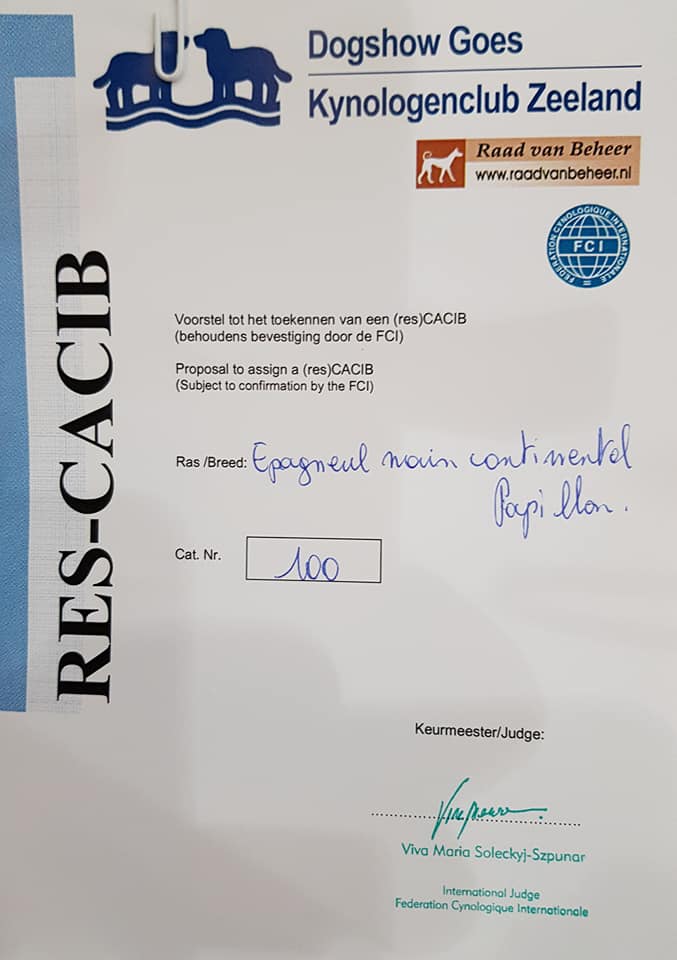 Dogshow Goes
Kynologenclub Zeeland
Raad van Beheer
www.raadvanbeheer.nl
FEDERATION CYNOLOGIQUE INTERNATIONALE
FCI
RES-CACIB
Voorstel tot het toekennen van een (res)CACIB
(behoudens bevestiging door de FCI)
Proposal to assign a (res)CACIB
(Subject to confirmation by the FCI)
Ras /Breed: Epagneul nain continental
Papillon.
Cat. Nr. 100
Keurmeester/Judge:
Viva Maria Soleckyj-Szpunar
International Judge
Federation Cynologique Internationale